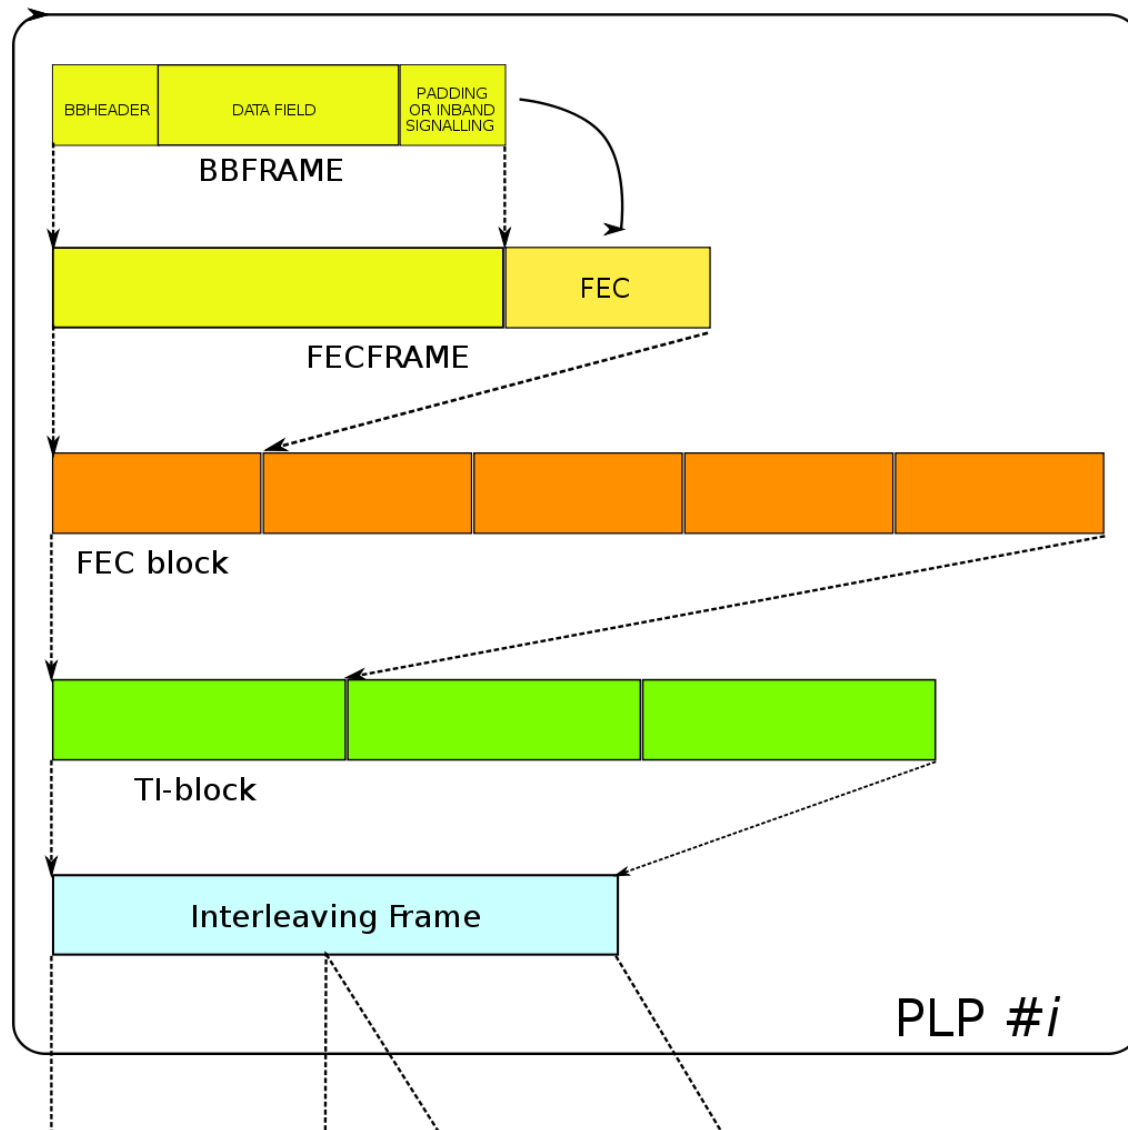 BBHEADER
DATA FIELD
PADDING
OR INBAND
SIGNALLING
BBFRAME
FEC
FECFRAME
FEC block
TI-block
Interleaving Frame
PLP #i